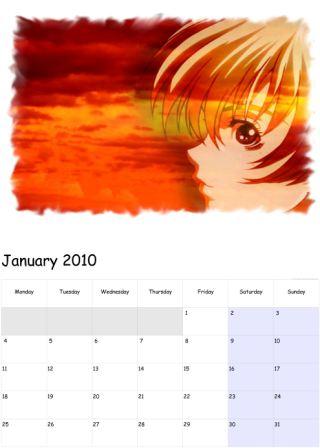 January 2010
Monday Tuesday Wednesday Thursday Friday Saturday Sunday
1 2 3
4 5 6 7 8 9 10
11 12 13 14 15 16 17
18 19 20 21 22 23 24
25 26 27 28 29 30 31